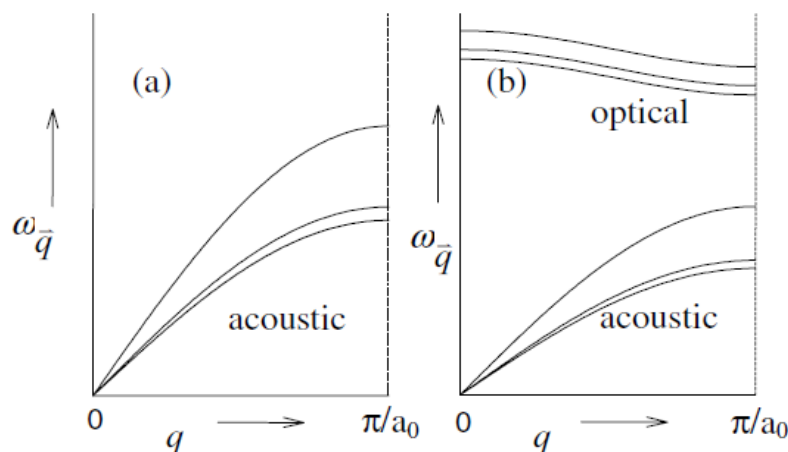 (a)
ω_q⃗
acoustic
0
q
π/a₀
(b)
optical
ω_q⃗
acoustic
0
q
π/a₀